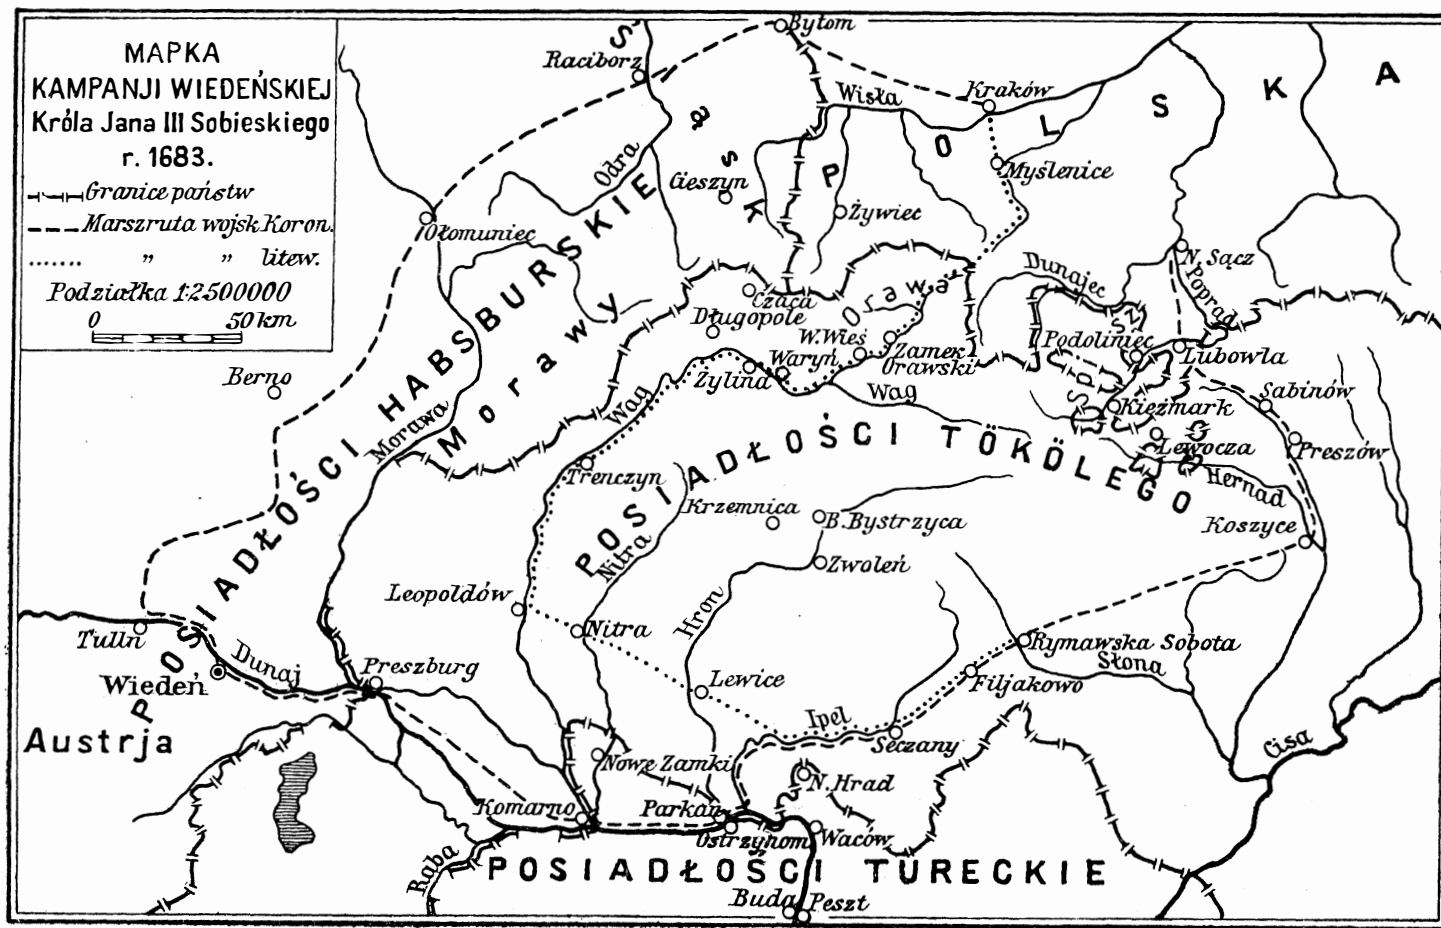 MAPKA
KAMPANJI WIEDEŃSKIEJ
Króla Jana III Sobieskiego
r. 1683.
Granice państw
Marszruta wojsk Koron.
„ „ litew.
Podziałka 1:2500000
0 50 km
Bytom
Racibórz
Wisła
Kraków
POLSKA
Śląsk
Odra
Cieszyn
Myślenice
Żywiec
Ołomuniec
N. Sącz
Dunajec
Poprad
Orawa
Czaca
Długopole
W. Wieś
Zamek
Orawski
Waryń
Żylina
Podoliniec
Lubowla
Spisz
Berno
Morawy
Morawa
Wag
Wag
Kieżmark
Sabinów
Lewocza
Preszów
Hernad
POSIADŁOŚCI HABSBURSKIE
POSIADŁOŚCI TÖKÖLEGO
Trenczyn
Krzemnica
B. Bystrzyca
Koszyce
Nitra
Zwoleń
Leopoldów
Hron
Nitra
Rymawska Sobota
Tulln
Dunaj
Preszburg
Słona
Wiedeń
Lewice
Filjakowo
Ipel
Seczany
Austrja
Nowe Zamki
N. Hrad
Cisa
Komarno
Parkan
Ostrzyhom
Waców
Raba
POSIADŁOŚCI TURECKIE
Buda
Peszt